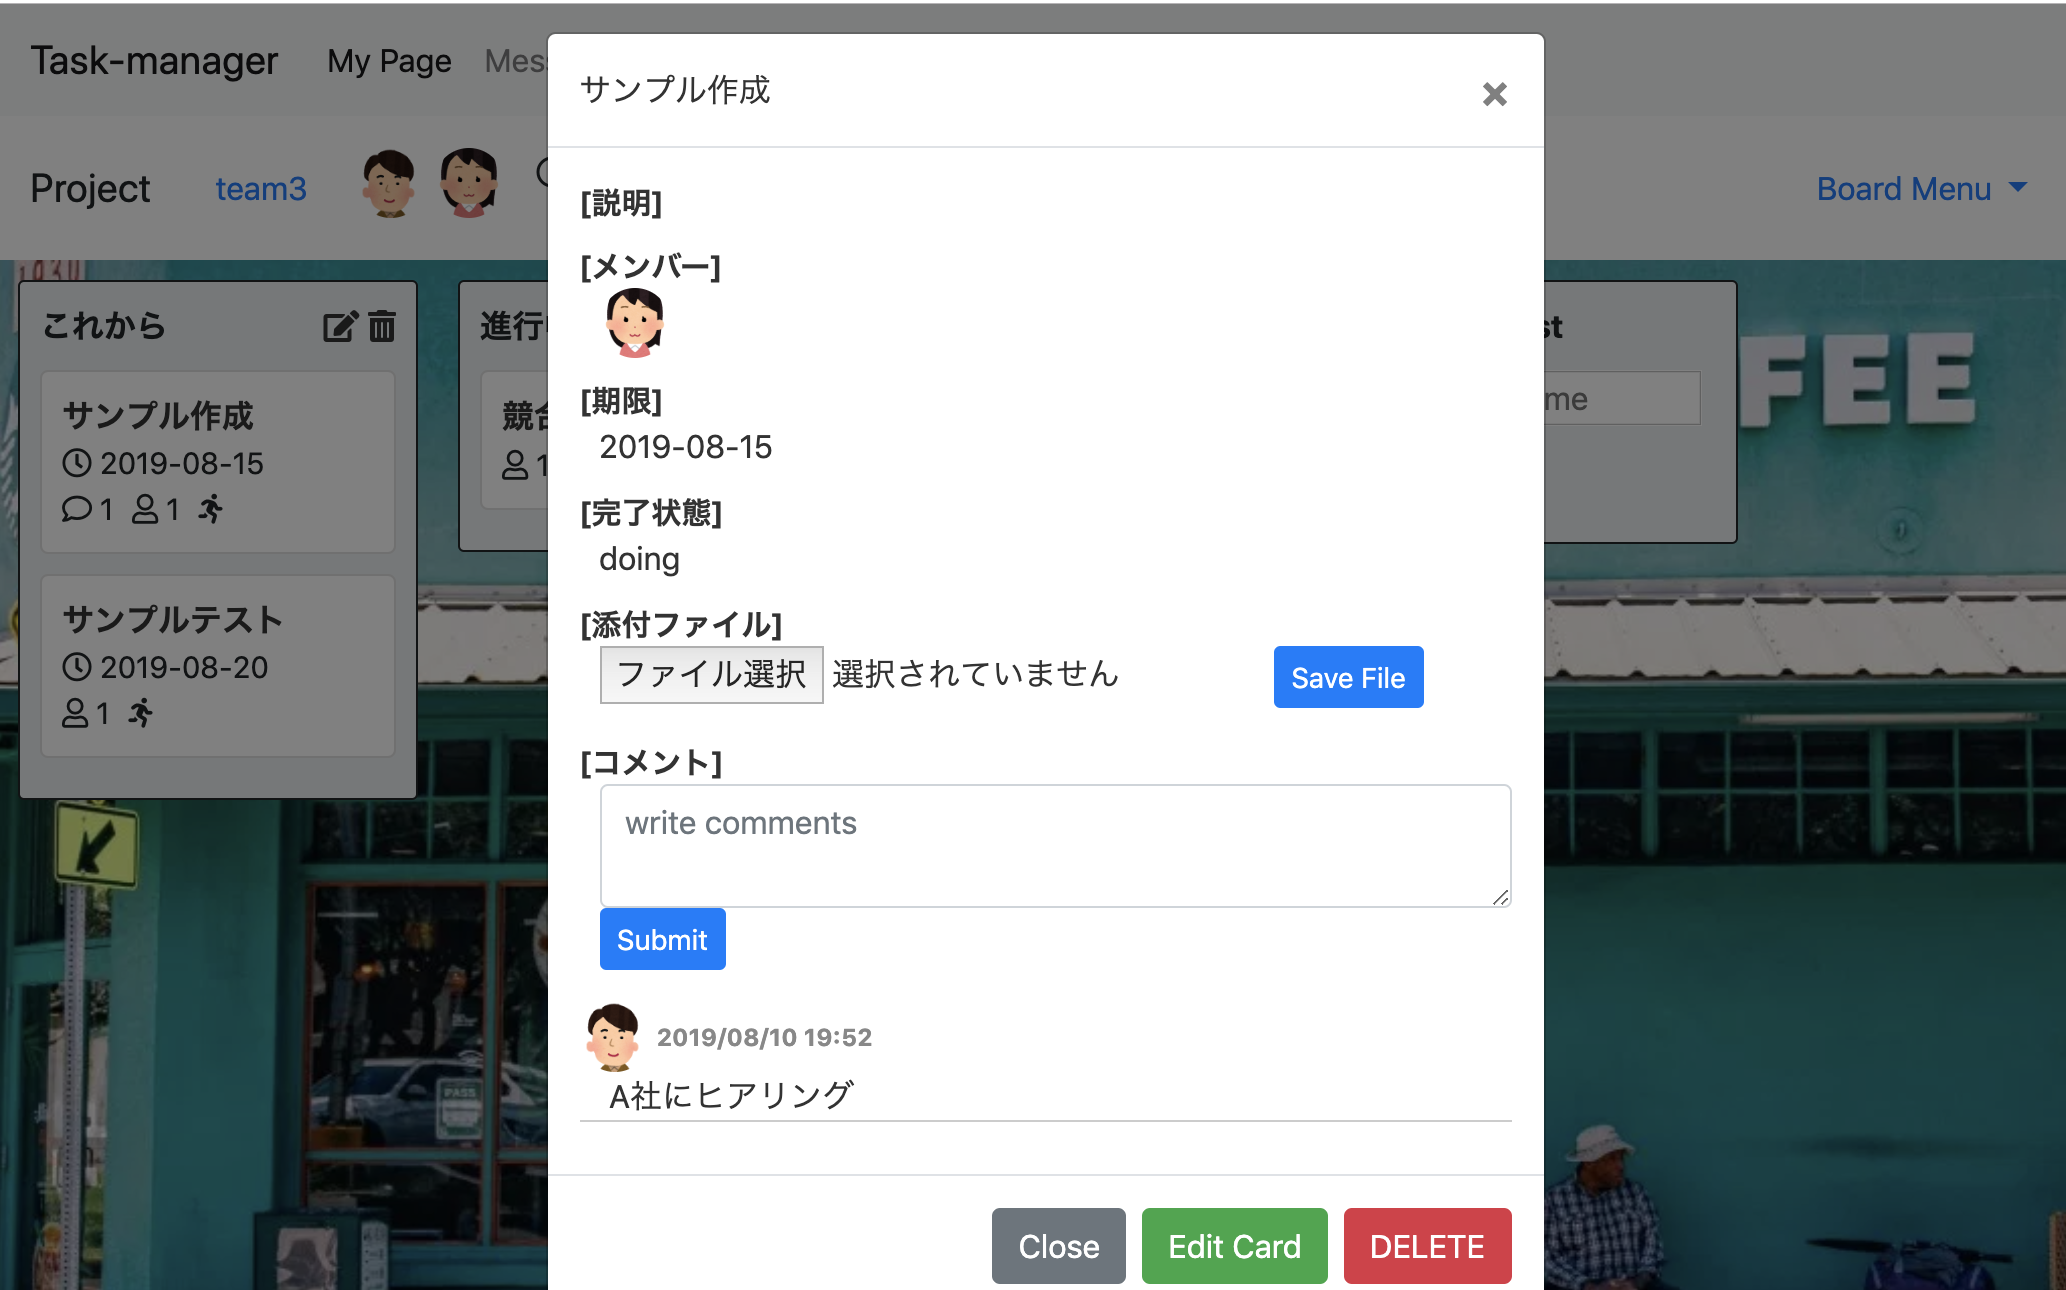 Task-manager My Page
Project team3 Board Menu
これから
サンプル作成
2019-08-15
1 1
サンプルテスト
2019-08-20
1
進行
1
サンプル作成
×
[説明]
[メンバー]
[期限]
2019-08-15
[完了状態]
doing
[添付ファイル]
ファイル選択 選択されていません Save File
[コメント]
write comments
Submit
2019/08/10 19:52
A社にヒアリング
Close Edit Card DELETE
FEE
PASS